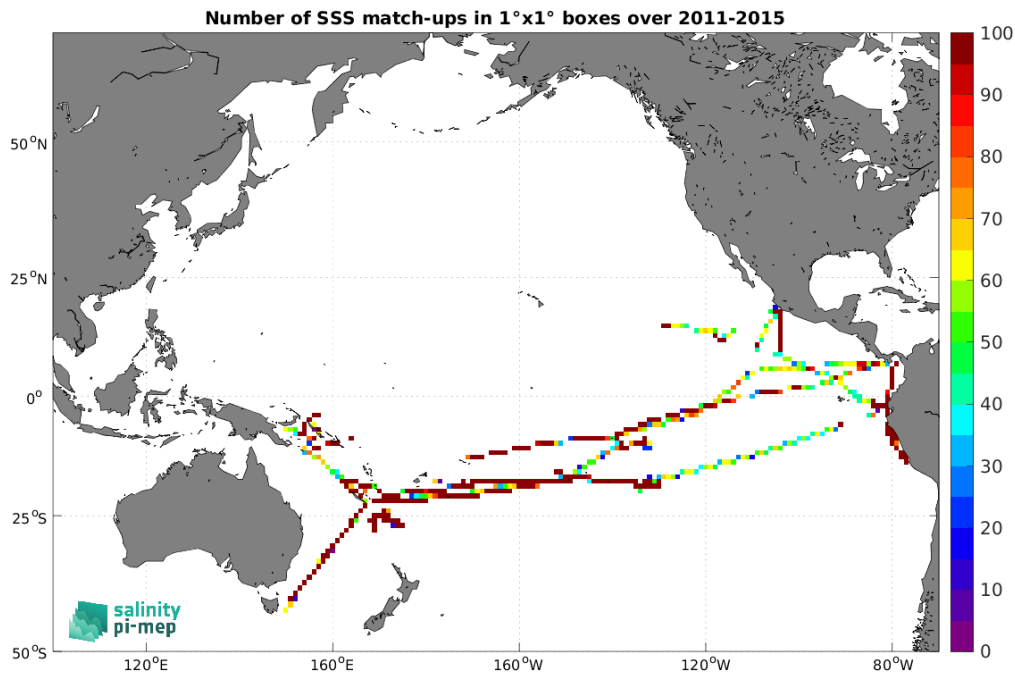 Number of SSS match-ups in 1°x1° boxes over 2011-2015
50°N
25°N
0°
25°S
50°S
120°E
160°E
160°W
120°W
80°W
100
90
80
70
60
50
40
30
20
10
0
salinity
pi-mep